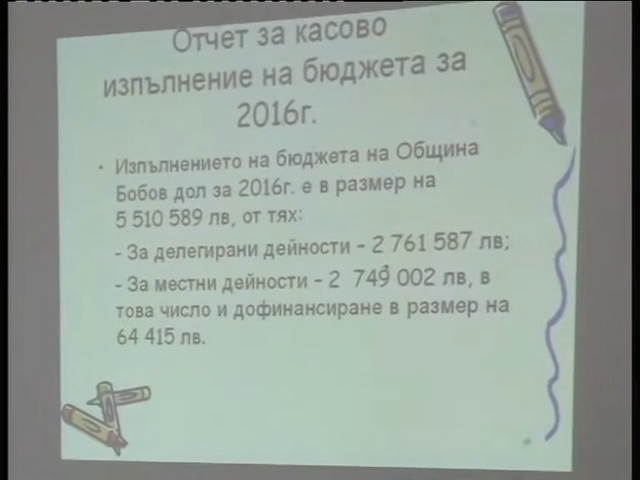 Отчет за касово
изпълнение на бюджета за
2016г.
• Изпълнението на бюджета на Община
Бобов дол за 2016г. е в размер на
5 510 589 лв, от тях:
- За делегирани дейности – 2 761 587 лв;
- За местни дейности – 2 749 002 лв, в
това число и дофинансиране в размер на
64 415 лв.